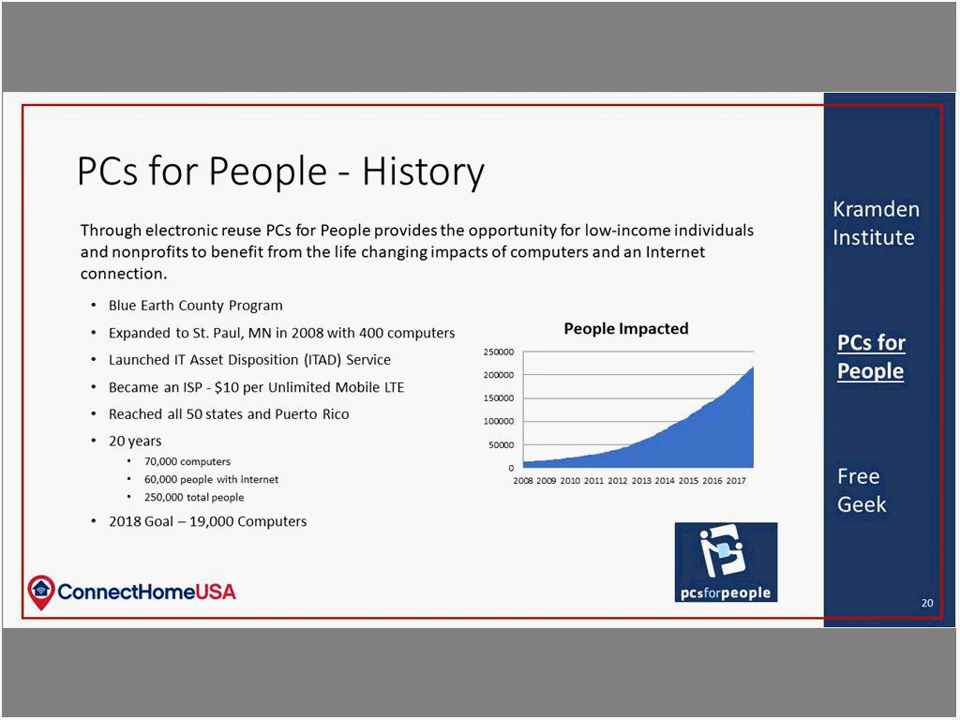 PCs for People - History
Through electronic reuse PCs for People provides the opportunity for low-income individuals
and nonprofits to benefit from the life changing impacts of computers and an Internet
connection.
• Blue Earth County Program
• Expanded to St. Paul, MN in 2008 with 400 computers
• Launched IT Asset Disposition (ITAD) Service
• Became an ISP - $10 per Unlimited Mobile LTE
• Reached all 50 states and Puerto Rico
• 20 years
• 70,000 computers
• 60,000 people with internet
• 250,000 total people
• 2018 Goal – 19,000 Computers
People Impacted
250000
200000
150000
100000
50000
0
2008 2009 2010 2011 2012 2013 2014 2015 2016 2017
pcsforpeople
ConnectHomeUSA
Kramden
Institute
PCs for
People
Free
Geek
20